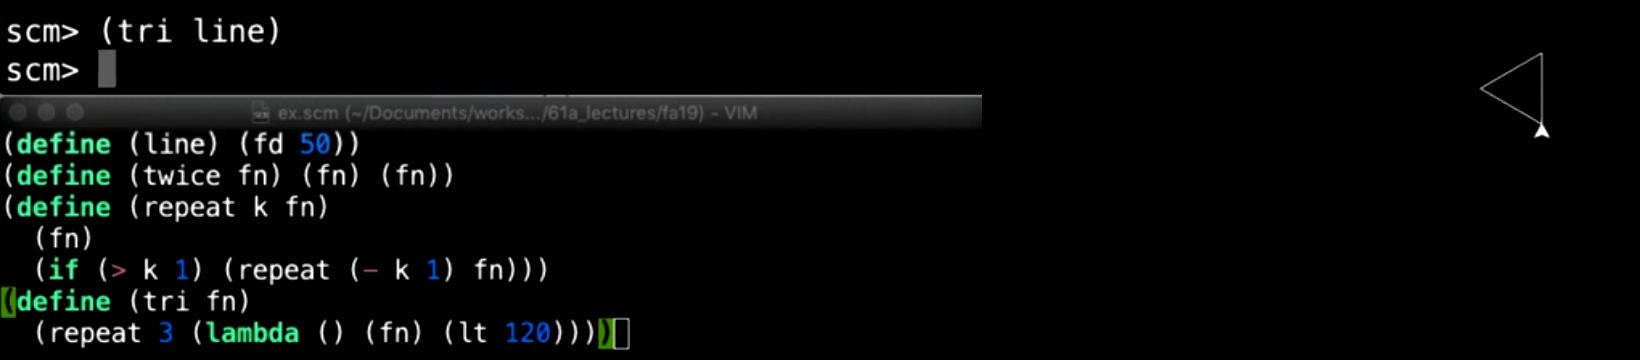 scm> (tri line)
scm>
ex.scm (~/Documents/works.../61a_lectures/fa19) - VIM
(define (line) (fd 50))
(define (twice fn) (fn) (fn))
(define (repeat k fn)
  (fn)
  (if (> k 1) (repeat (- k 1) fn)))
(define (tri fn)
  (repeat 3 (lambda () (fn) (lt 120))))